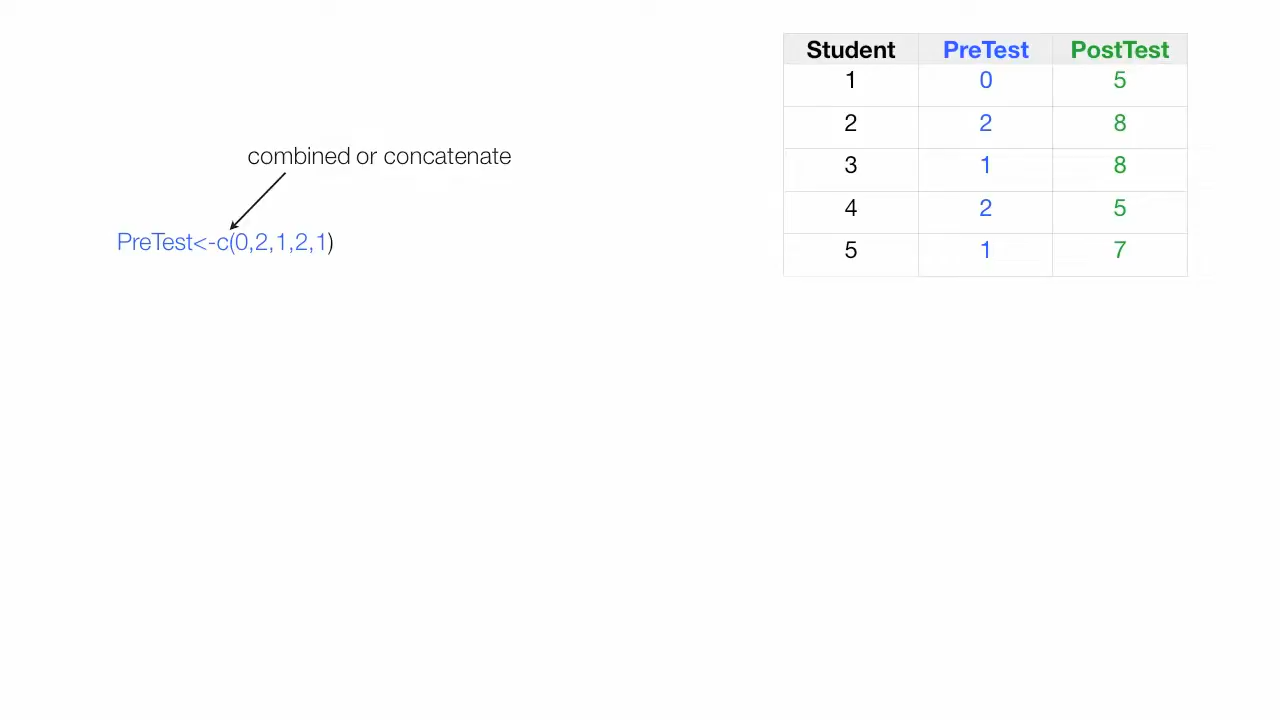 Student PreTest PostTest
1 0 5
2 2 8
3 1 8
4 2 5
5 1 7
combined or concatenate
PreTest<-c(0,2,1,2,1)